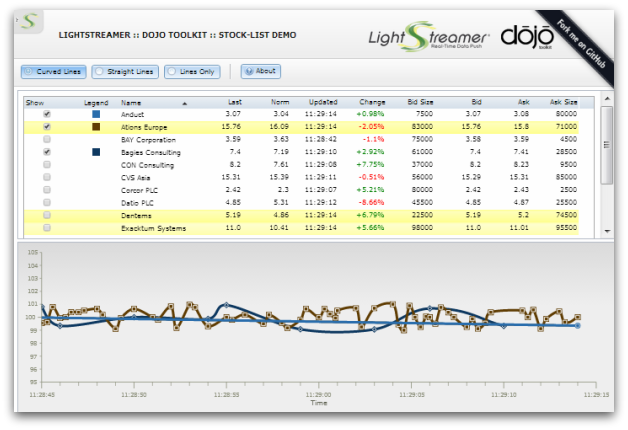 LIGHTSTREAMER :: DOJO TOOLKIT :: STOCK-LIST DEMO
LightStreamer
Real-Time Data Push
dojo
toolkit
Fork me on GitHub
Curved Lines Straight Lines Lines Only About
Show Legend Name Last Norm Updated Change Bid Size Bid Ask Ask Size
Anduct 3.07 3.04 11:29:14 +0.98% 7500 3.07 3.08 80000
Ations Europe 15.76 16.09 11:29:14 -2.05% 83000 15.76 15.8 71000
BAY Corporation 3.59 3.63 11:28:42 -1.1% 75000 3.58 3.59 4500
Bagies Consulting 7.4 7.19 11:29:10 +2.92% 61000 7.4 7.41 28500
CON Consulting 8.2 7.61 11:29:08 +7.75% 37000 8.2 8.23 9500
CVS Asia 15.31 15.39 11:29:11 -0.51% 56000 15.29 15.31 85000
Corcor PLC 2.42 2.3 11:29:07 +5.21% 80000 2.42 2.43 2500
Datio PLC 4.85 5.31 11:29:12 -8.66% 45500 4.85 4.87 25500
Dentems 5.19 4.86 11:29:14 +6.79% 22500 5.19 5.2 74500
Exacktum Systems 11.0 10.41 11:29:14 +5.66% 98000 11.0 11.01 95500
105
104
103
102
101
100
99
98
97
96
95
11:28:45 11:28:50 11:28:55 11:29:00 11:29:05 11:29:10 11:29:15
Time